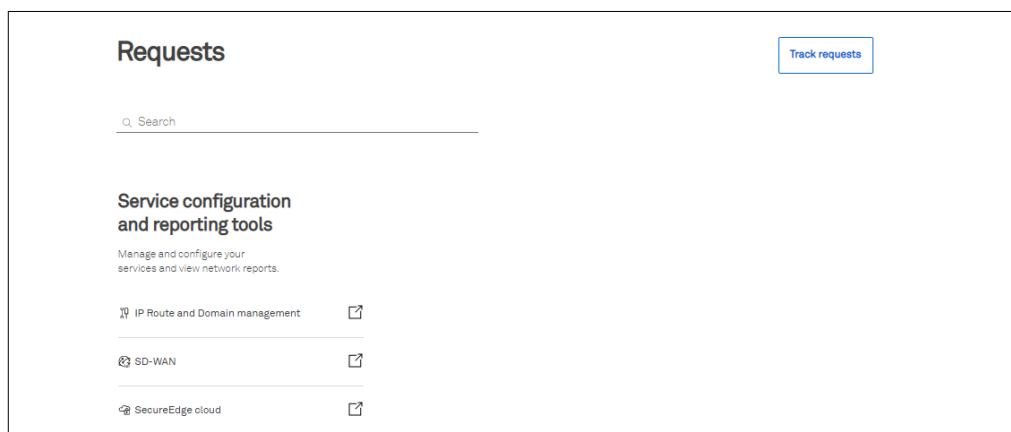 Requests
Track requests
Search
Service configuration
and reporting tools
Manage and configure your
services and view network reports.
IP Route and Domain management
SD-WAN
SecureEdge cloud